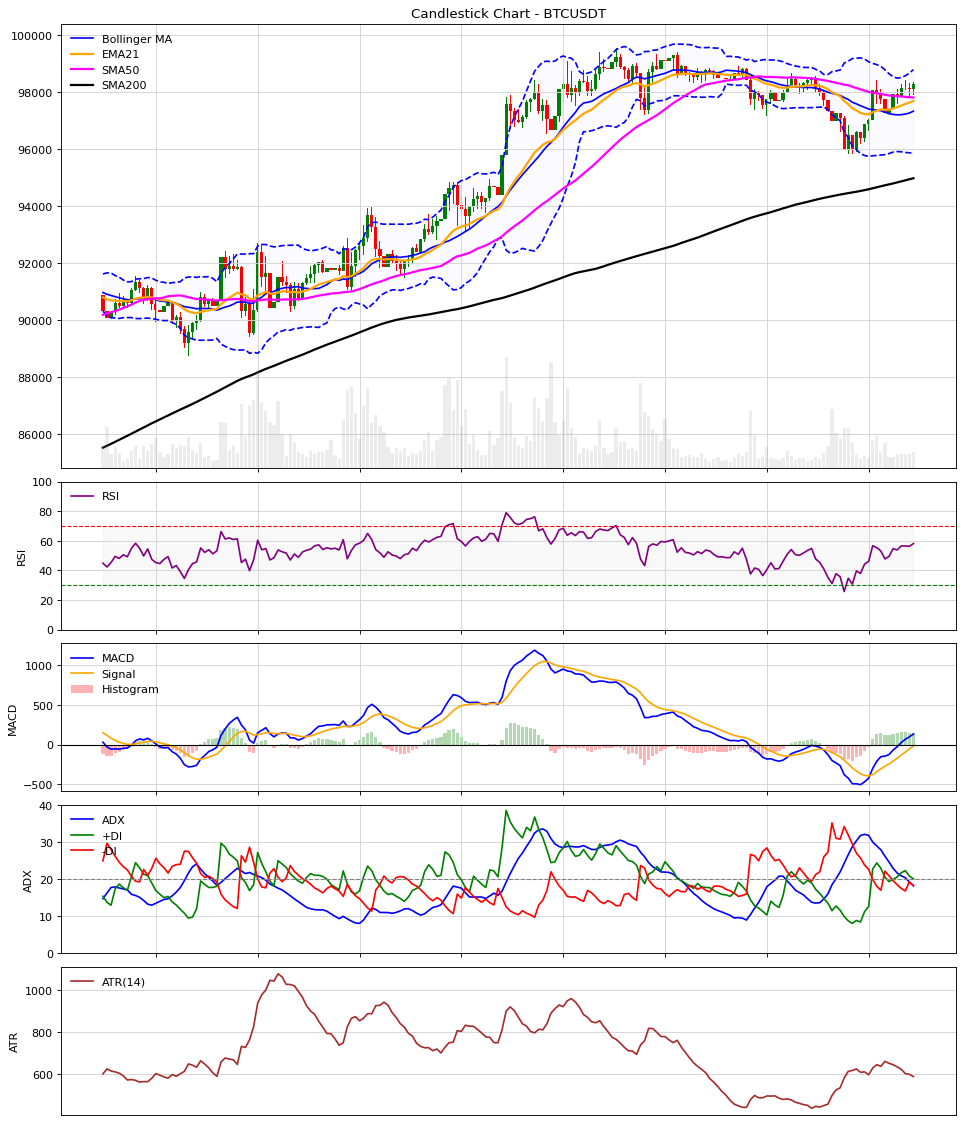 Candlestick Chart - BTCUSDT
100000
98000
96000
94000
92000
90000
88000
86000
Bollinger MA
EMA21
SMA50
SMA200
100
80
60
40
20
0
RSI
RSI
1000
500
0
−500
MACD
MACD
Signal
Histogram
40
30
20
10
0
ADX
ADX
+DI
-DI
1000
800
600
ATR
ATR(14)